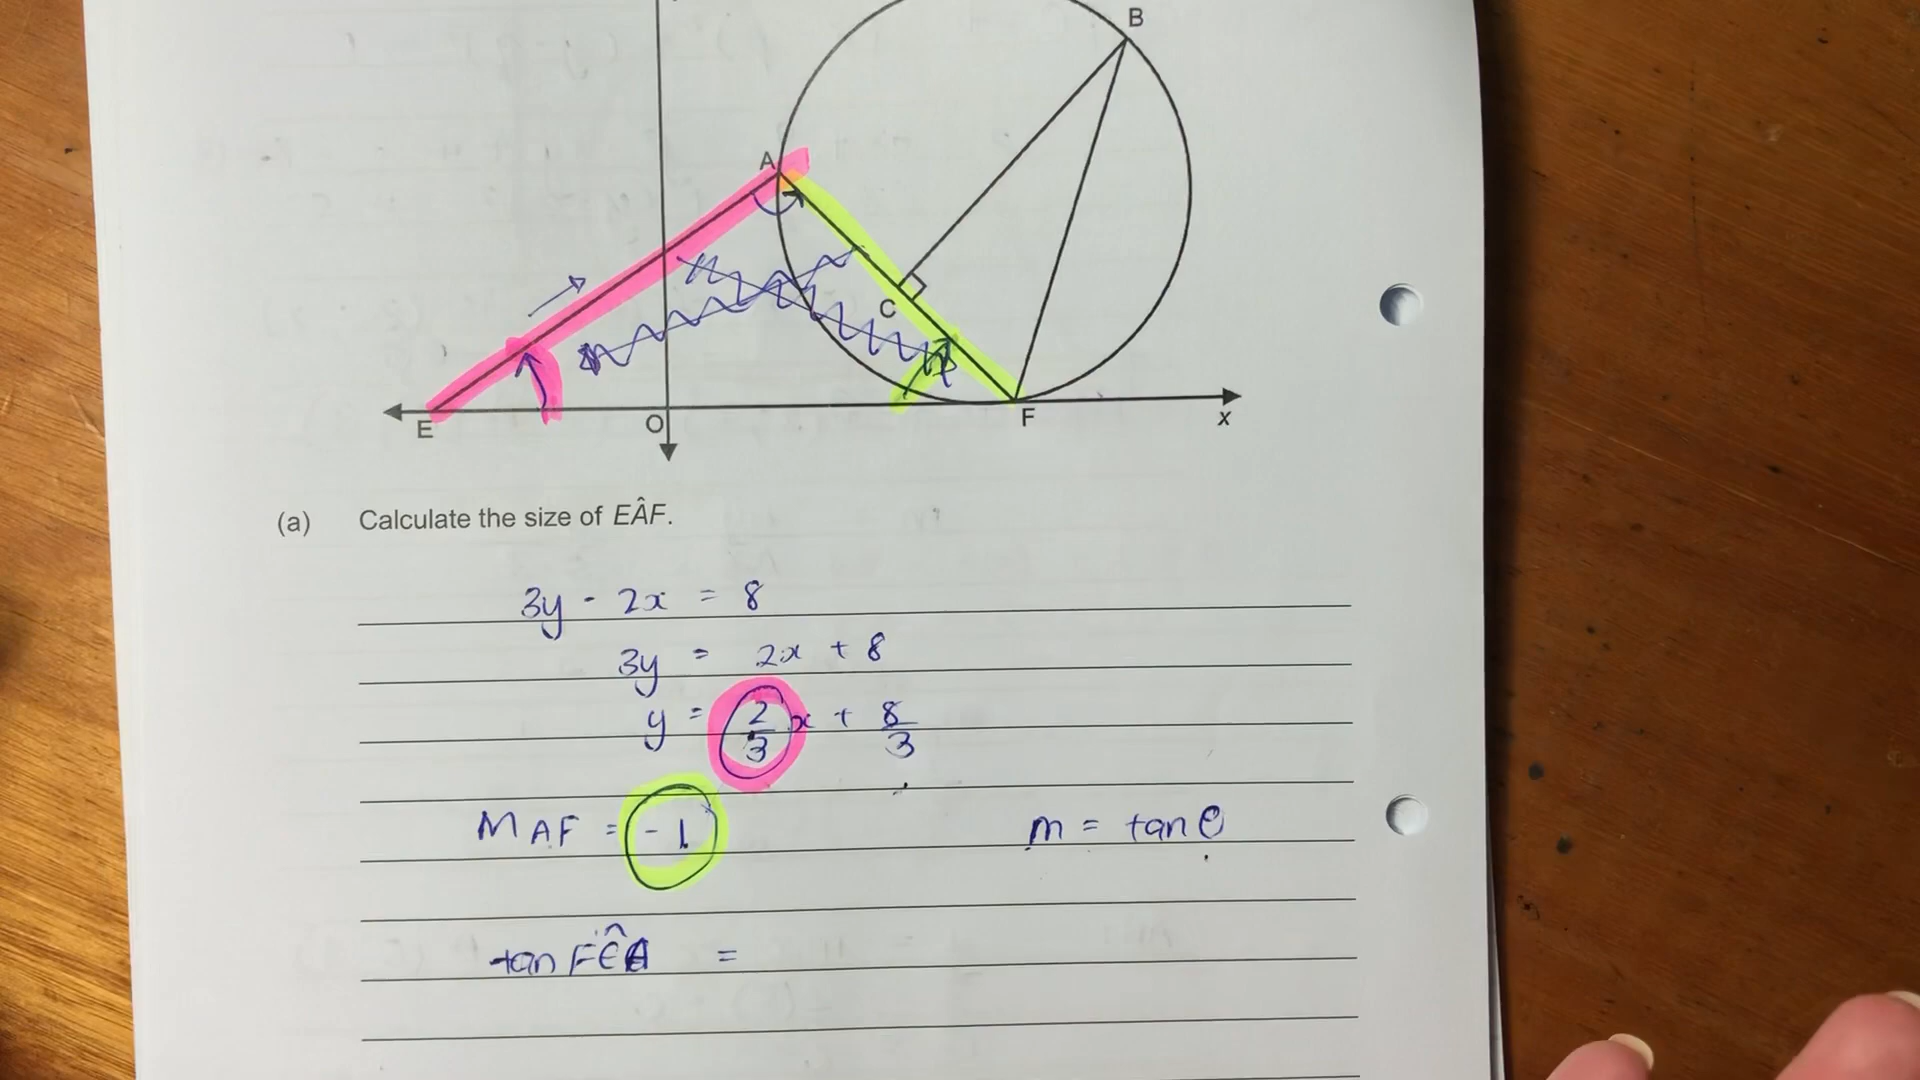 B
A
C
E
O
F
x
(a) Calculate the size of EÂF.
3y - 2x = 8
3y = 2x + 8
y = 2/3 x + 8/3
MAF = -1
m = tan θ
tan FÊA =